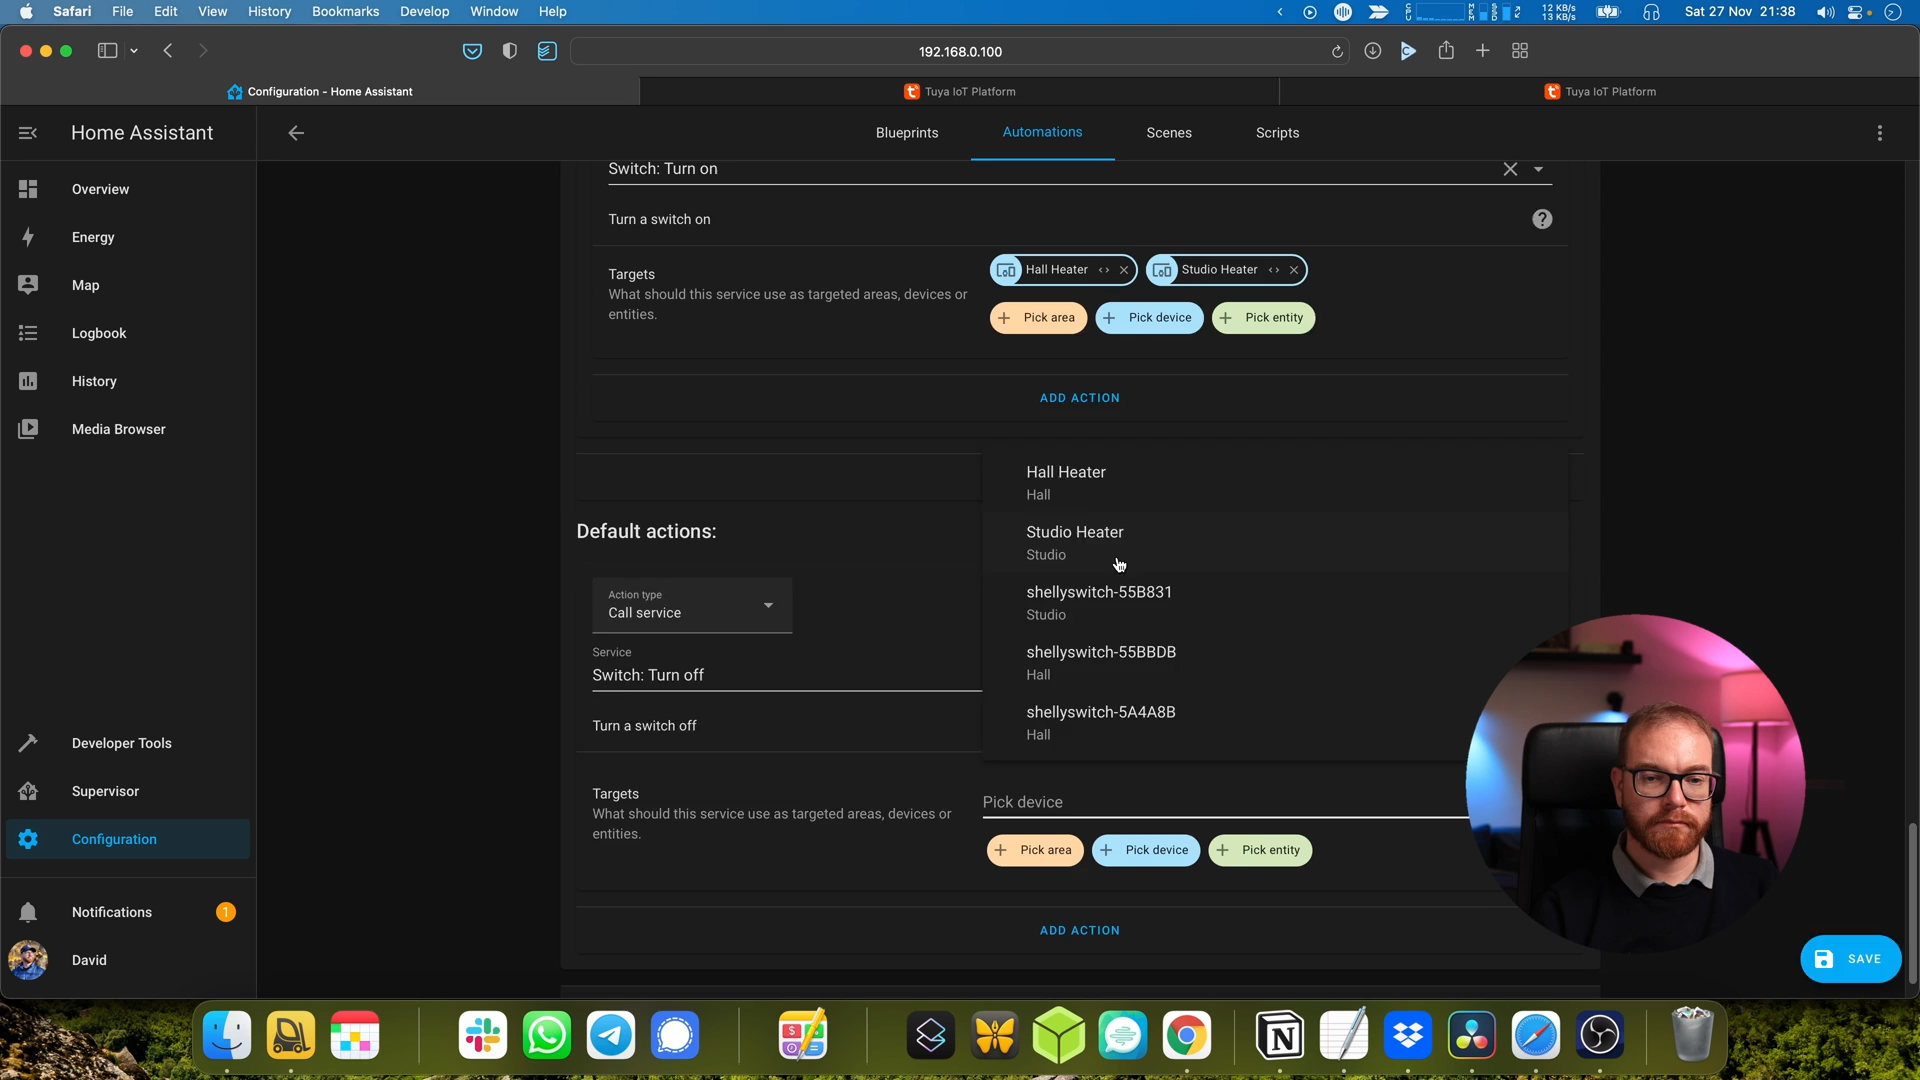 Safari File Edit View History Bookmarks Develop Window Help
12 KB/s
13 KB/s
Sat 27 Nov 21:38
192.168.0.100
Configuration - Home Assistant
Tuya IoT Platform
Tuya IoT Platform
Home Assistant
Blueprints
Automations
Scenes
Scripts
Overview
Energy
Map
Logbook
History
Media Browser
Developer Tools
Supervisor
Configuration
Notifications
1
David
Switch: Turn on
Turn a switch on
Targets
What should this service use as targeted areas, devices or
entities.
Hall Heater
Studio Heater
Pick area
Pick device
Pick entity
ADD ACTION
Default actions:
Action type
Call service
Service
Switch: Turn off
Turn a switch off
Hall Heater
Hall
Studio Heater
Studio
shellyswitch-55B831
Studio
shellyswitch-55BBDB
Hall
shellyswitch-5A4A8B
Hall
Targets
What should this service use as targeted areas, devices or
entities.
Pick device
Pick area
Pick device
Pick entity
ADD ACTION
SAVE